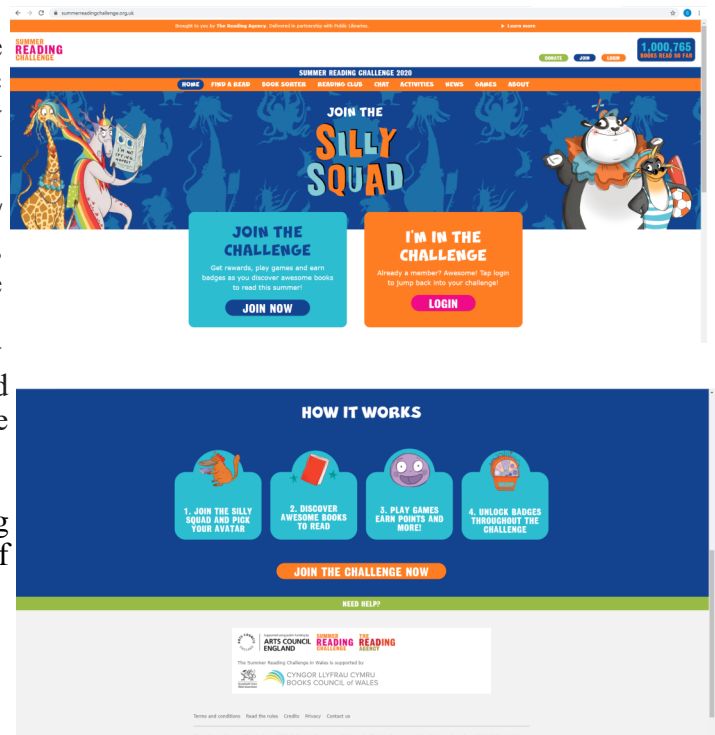 summerreadingchallenge.org.uk
Brought to you by The Reading Agency. Delivered in partnership with Public Libraries.
Learn more
SUMMER
READING
CHALLENGE
DONATE
JOIN
LOGIN
1,000,765
BOOKS READ SO FAR
SUMMER READING CHALLENGE 2020
HOME FIND A READ BOOK SORTER READING CLUB CHAT ACTIVITIES NEWS GAMES ABOUT
JOIN THE
SILLY
SQUAD
JOIN THE
CHALLENGE
Get rewards, play games and earn
badges as you discover awesome books
to read this summer!
JOIN NOW
I'M IN THE
CHALLENGE
Already a member? Awesome! Tap login
to jump back into your challenge!
LOGIN
HOW IT WORKS
1. JOIN THE SILLY
SQUAD AND PICK
YOUR AVATAR
2. DISCOVER
AWESOME BOOKS
TO READ
3. PLAY GAMES
EARN POINTS AND
MORE!
4. UNLOCK BADGES
THROUGHOUT THE
CHALLENGE
JOIN THE CHALLENGE NOW
NEED HELP?
ARTS COUNCIL
ENGLAND
SUMMER
READING
CHALLENGE
THE
READING
AGENCY
The Summer Reading Challenge in Wales is supported by
CYNGOR LLYFRAU CYMRU
BOOKS COUNCIL of WALES
Terms and conditions Read the rules Credits Privacy Contact us